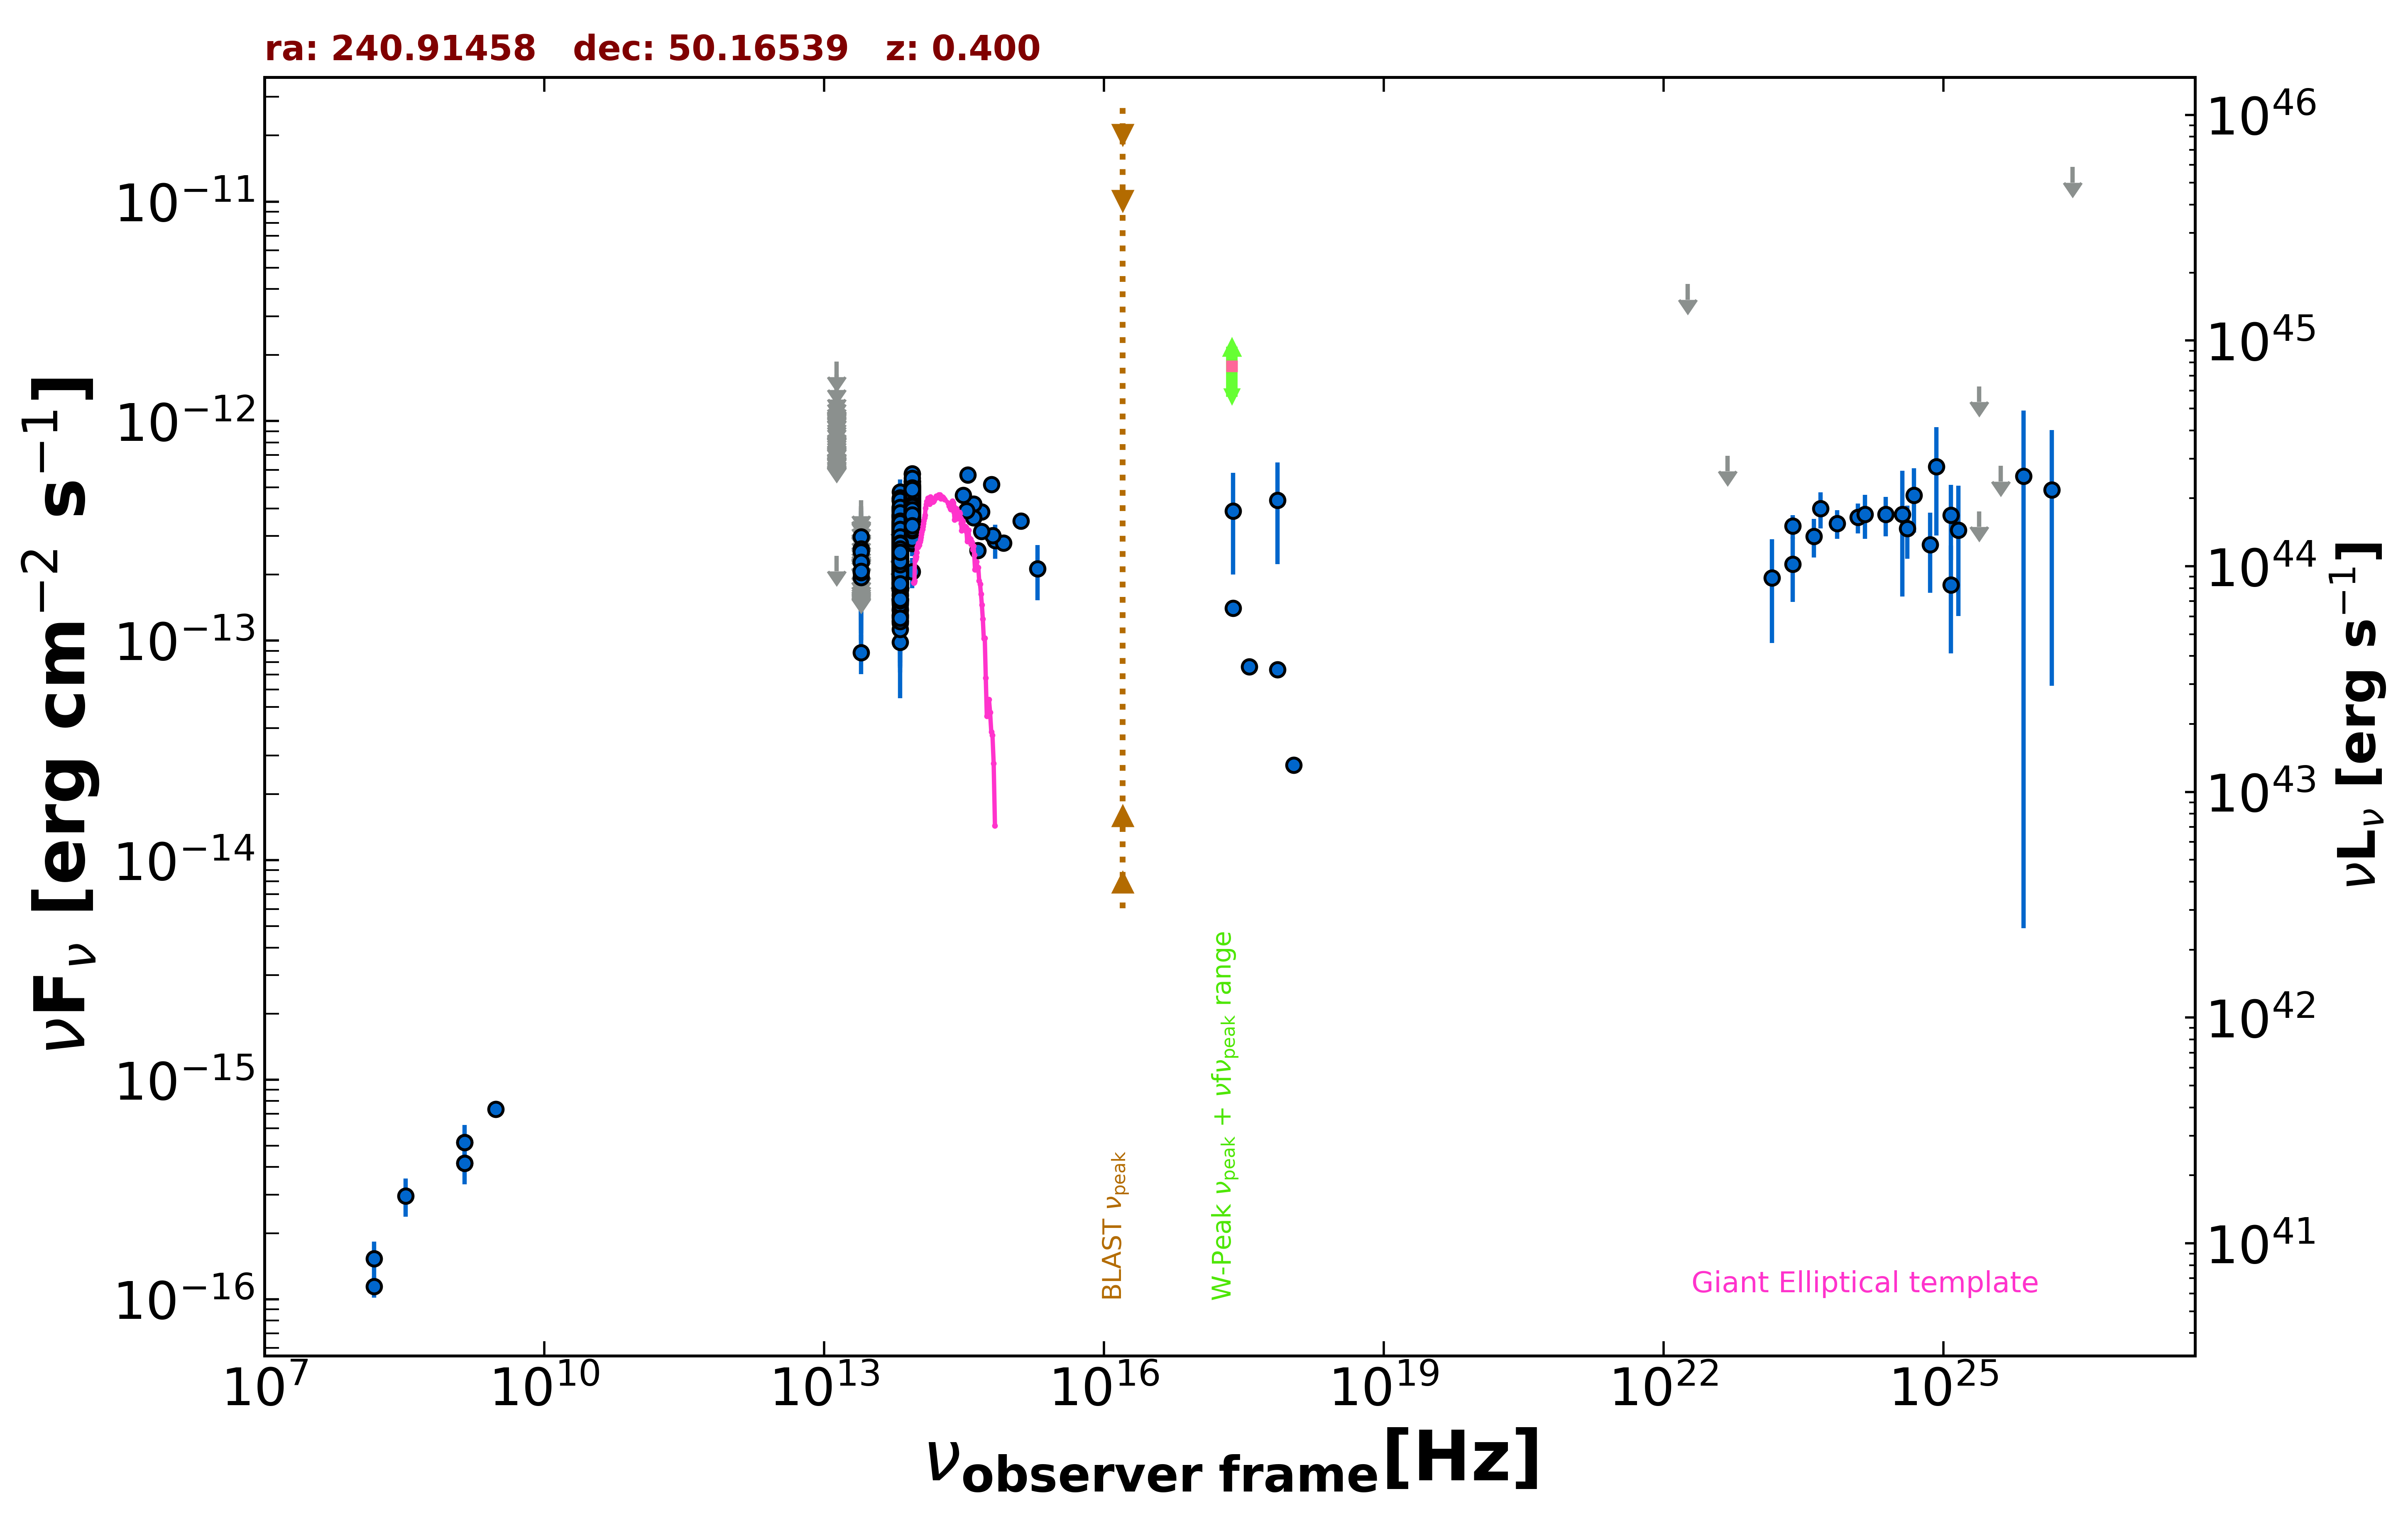 ra: 240.91458   dec: 50.16539   z: 0.400
νFν [erg cm−2 s−1]
10−11
10−12
10−13
10−14
10−15
10−16
10^46
10^45
10^44
10^43
10^42
10^41
νLν [erg s−1]
BLAST νpeak
W-Peak νpeak + νfνpeak range
Giant Elliptical template
10^7 10^10 10^13 10^16 10^19 10^22 10^25
νobserver frame[Hz]